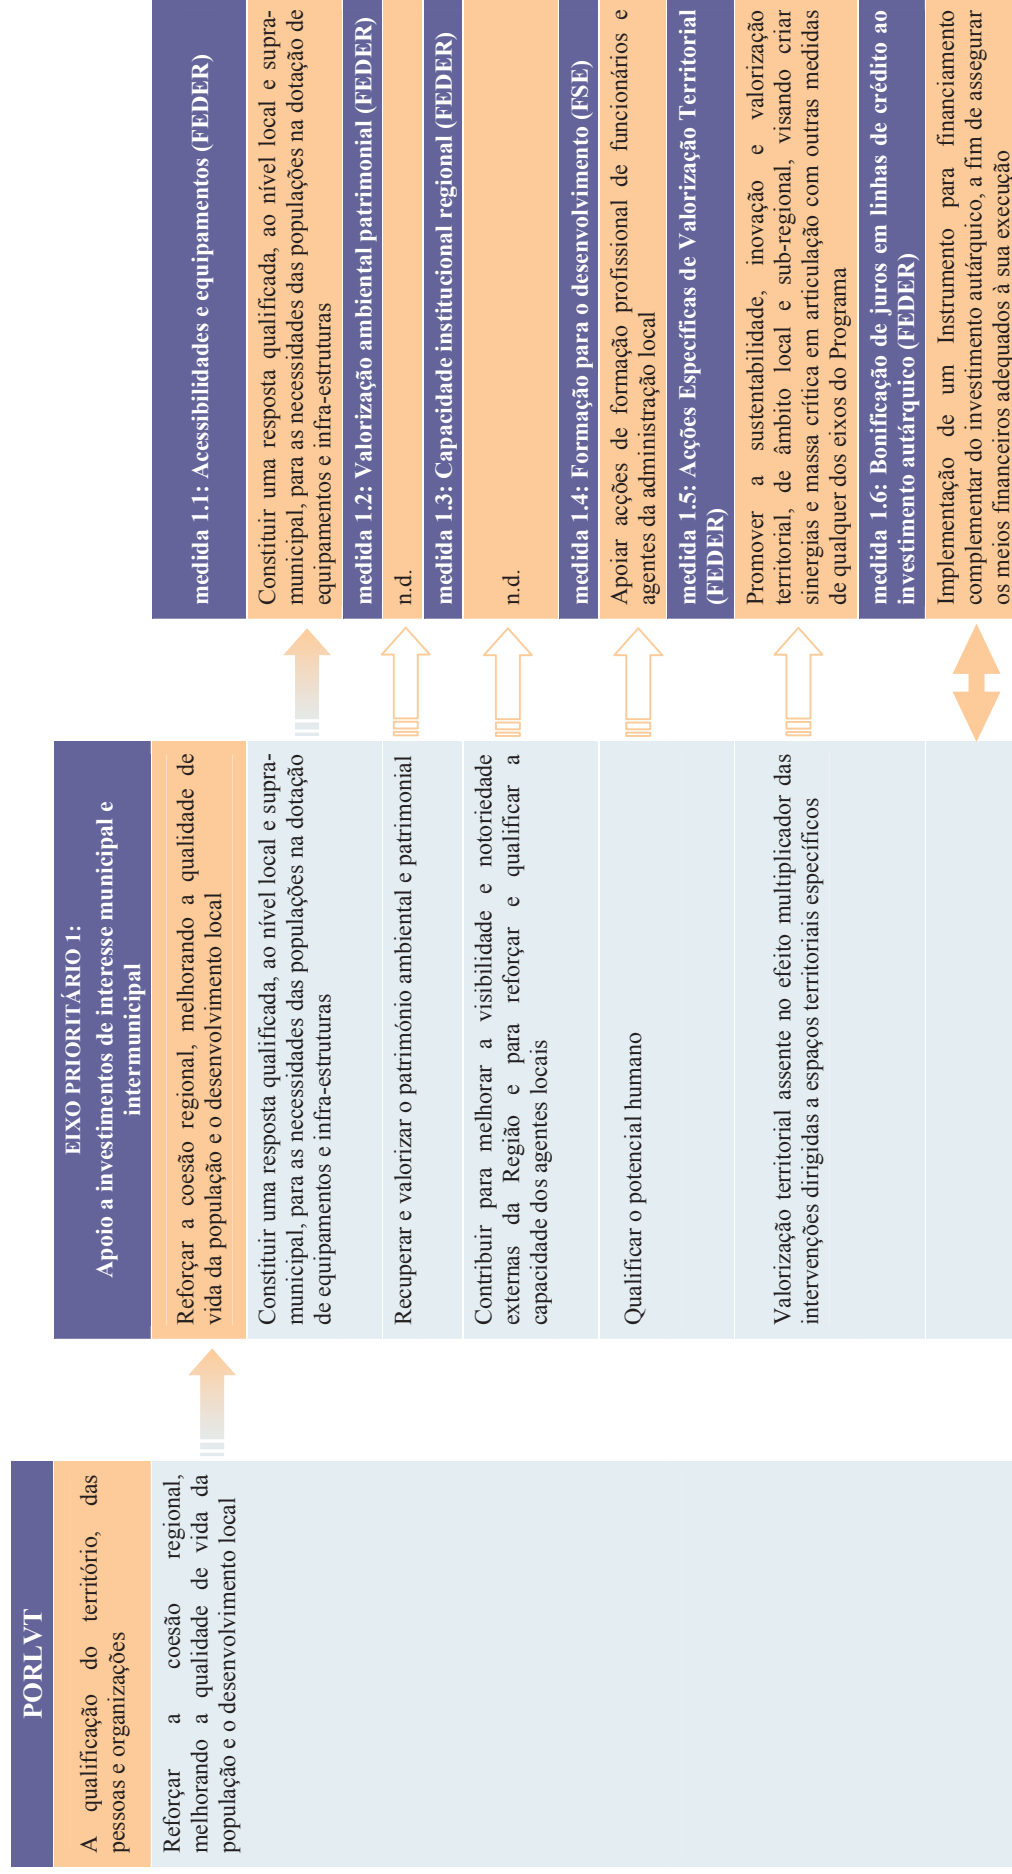 PORLVT
A qualificação do território, das
pessoas e organizações
Reforçar a coesão regional,
melhorando a qualidade de vida da
população e o desenvolvimento local
EIXO PRIORITÁRIO 1:
Apoio a investimentos de interesse municipal e
intermunicipal
Reforçar a coesão regional, melhorando a qualidade de
vida da população e o desenvolvimento local
Constituir uma resposta qualificada, ao nível local e supra-
municipal, para as necessidades das populações na dotação
de equipamentos e infra-estruturas
Recuperar e valorizar o património ambiental e patrimonial
Contribuir para melhorar a visibilidade e notoriedade
externas da Região e para reforçar e qualificar a
capacidade dos agentes locais
Qualificar o potencial humano
Valorização territorial assente no efeito multiplicador das
intervenções dirigidas a espaços territoriais específicos
medida 1.1: Acessibilidades e equipamentos (FEDER)
Constituir uma resposta qualificada, ao nível local e supra-
municipal, para as necessidades das populações na dotação de
equipamentos e infra-estruturas
medida 1.2: Valorização ambiental patrimonial (FEDER)
n.d.
medida 1.3: Capacidade institucional regional (FEDER)
n.d.
medida 1.4: Formação para o desenvolvimento (FSE)
Apoiar acções de formação profissional de funcionários e
agentes da administração local
medida 1.5: Acções Específicas de Valorização Territorial
(FEDER)
Promover a sustentabilidade, inovação e valorização
territorial, de âmbito local e sub-regional, visando criar
sinergias e massa crítica em articulação com outras medidas
de qualquer dos eixos do Programa
medida 1.6: Bonificação de juros em linhas de crédito ao
investimento autárquico (FEDER)
Implementação de um Instrumento para financiamento
complementar do investimento autárquico, a fim de assegurar
os meios financeiros adequados à sua execução